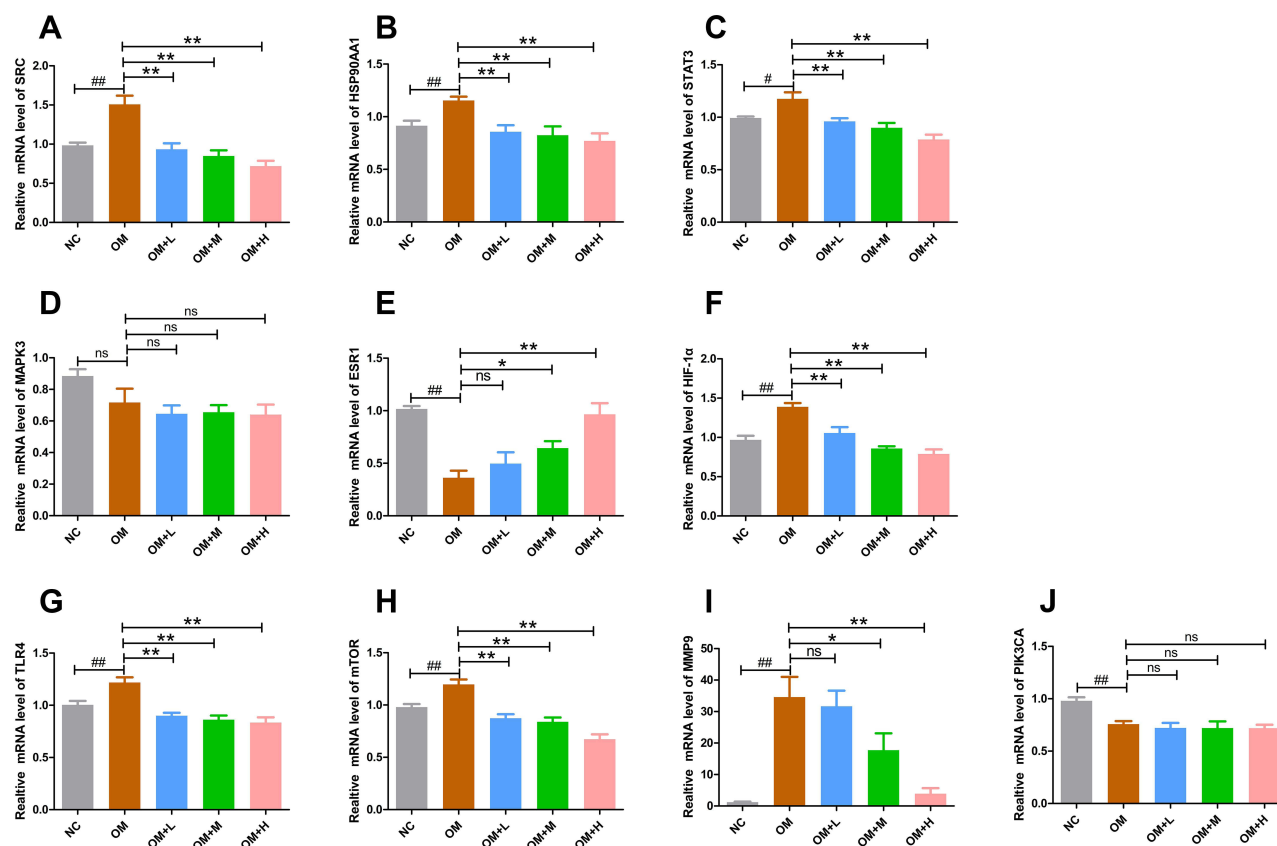 A
Realtive mRNA level of SRC
2.0
1.5
1.0
0.5
0.0
##
**
**
**
NC
OM
OM+L
OM+M
OM+H
B
Relative mRNA level of HSP90AA1
1.5
1.0
0.5
0.0
##
**
**
**
NC
OM
OM+L
OM+M
OM+H
C
Realtive mRNA level of STAT3
1.5
1.0
0.5
0.0
#
**
**
**
NC
OM
OM+L
OM+M
OM+H
D
Realtive mRNA level of MAPK3
1.0
0.8
0.6
0.4
0.2
0.0
ns
ns
ns
ns
NC
OM
OM+L
OM+M
OM+H
E
Realtive mRNA level of ESR1
1.5
1.0
0.5
0.0
##
ns
*
**
NC
OM
OM+L
OM+M
OM+H
F
Realtive mRNA level of HIF-1α
2.0
1.5
1.0
0.5
0.0
##
**
**
**
NC
OM
OM+L
OM+M
OM+H
G
Realtive mRNA level of TLR4
1.5
1.0
0.5
0.0
##
**
**
**
NC
OM
OM+L
OM+M
OM+H
H
Realtive mRNA level of mTOR
1.5
1.0
0.5
0.0
##
**
**
**
NC
OM
OM+L
OM+M
OM+H
I
Realtive mRNA level of MMP9
50
40
30
20
10
0
##
ns
*
**
NC
OM
OM+L
OM+M
OM+H
J
Realtive mRNA level of PIK3CA
1.5
1.0
0.5
0.0
##
ns
ns
ns
NC
OM
OM+L
OM+M
OM+H